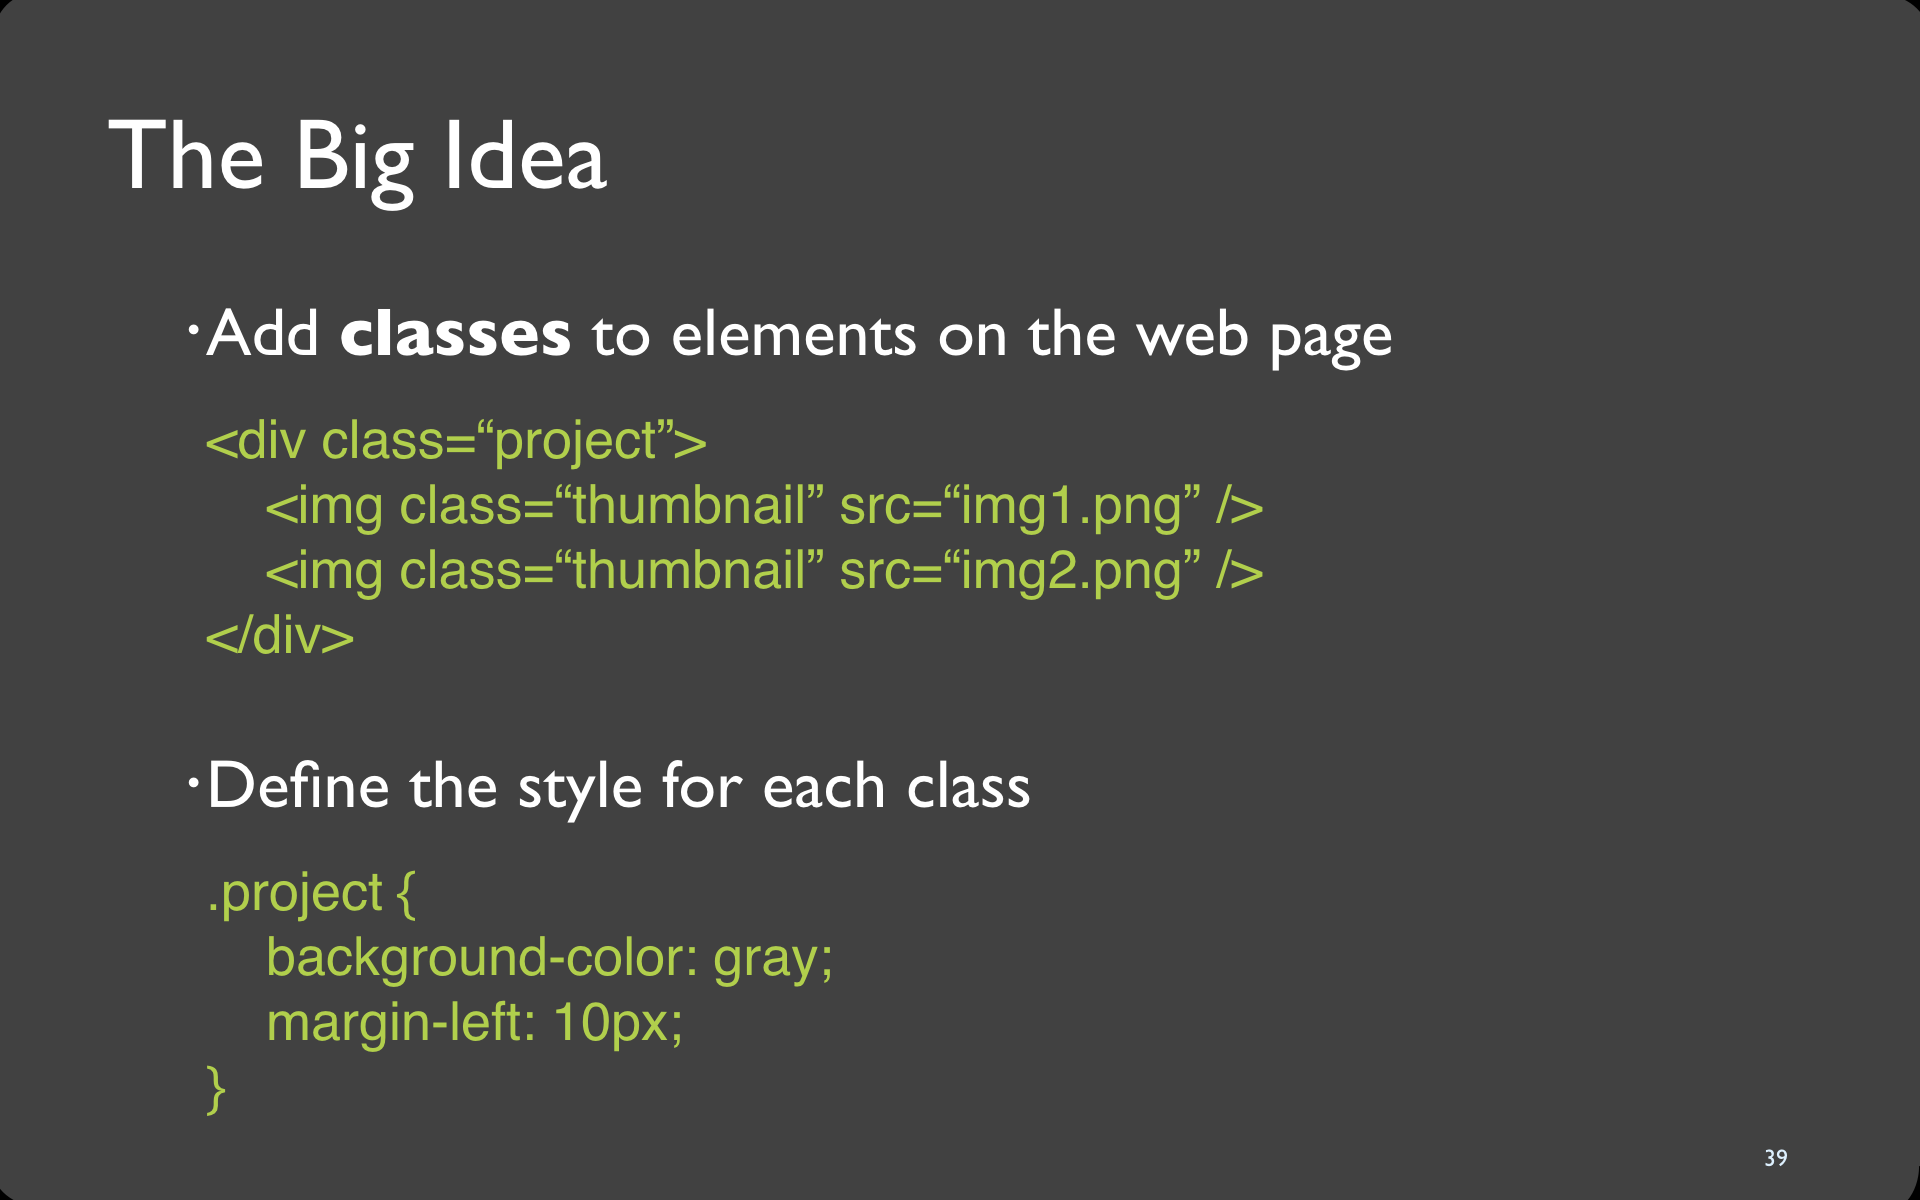 The Big Idea
·Add classes to elements on the web page
<div class=“project”>
<img class=“thumbnail” src=“img1.png” />
<img class=“thumbnail” src=“img2.png” />
</div>
·Define the style for each class
.project {
background-color: gray;
margin-left: 10px;
}
39